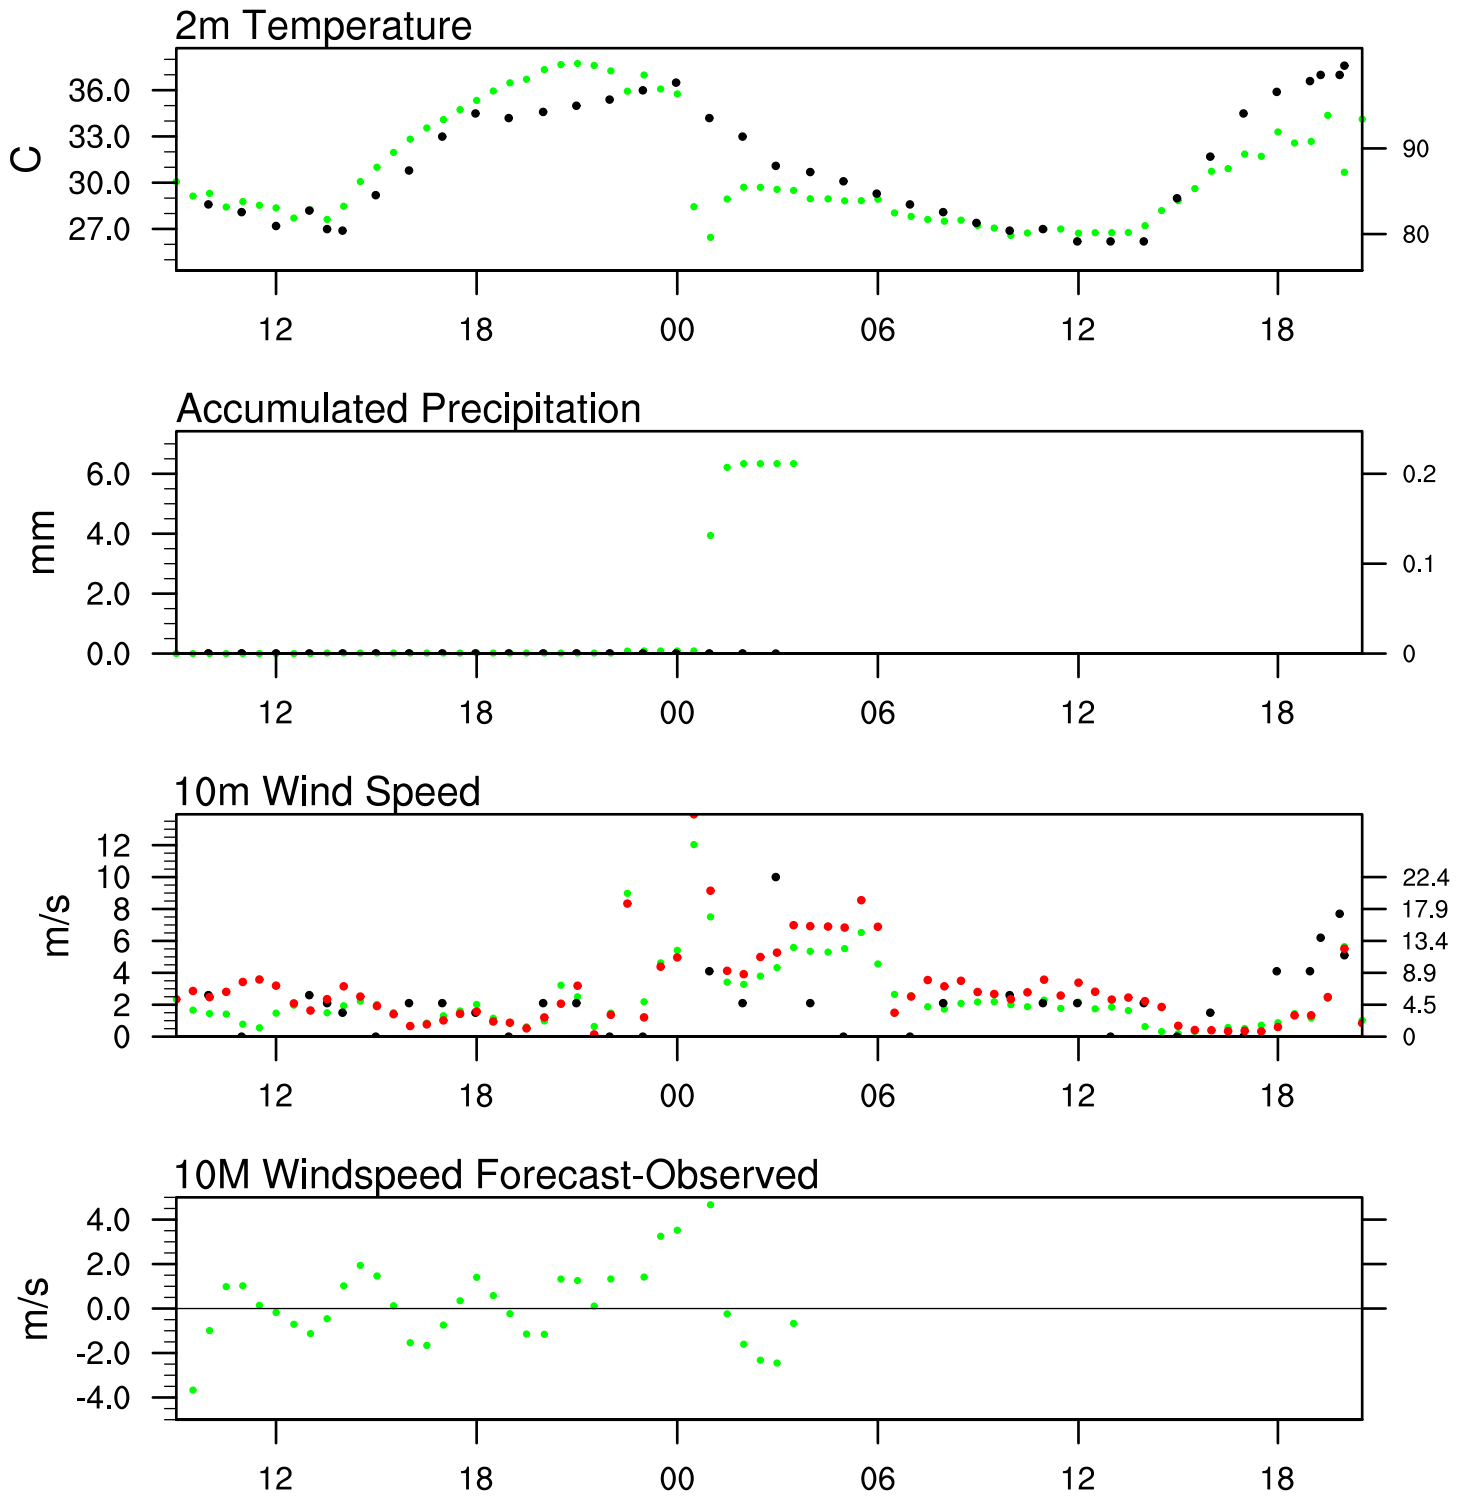 2m Temperature
36.0
33.0
30.0
27.0
C
90
80
12 18 00 06 12 18
Accumulated Precipitation
6.0
4.0
2.0
0.0
mm
0.2
0.1
0
12 18 00 06 12 18
10m Wind Speed
12
10
8
6
4
2
0
m/s
22.4
17.9
13.4
8.9
4.5
0
12 18 00 06 12 18
10M Windspeed Forecast-Observed
4.0
2.0
0.0
-2.0
-4.0
m/s
12 18 00 06 12 18